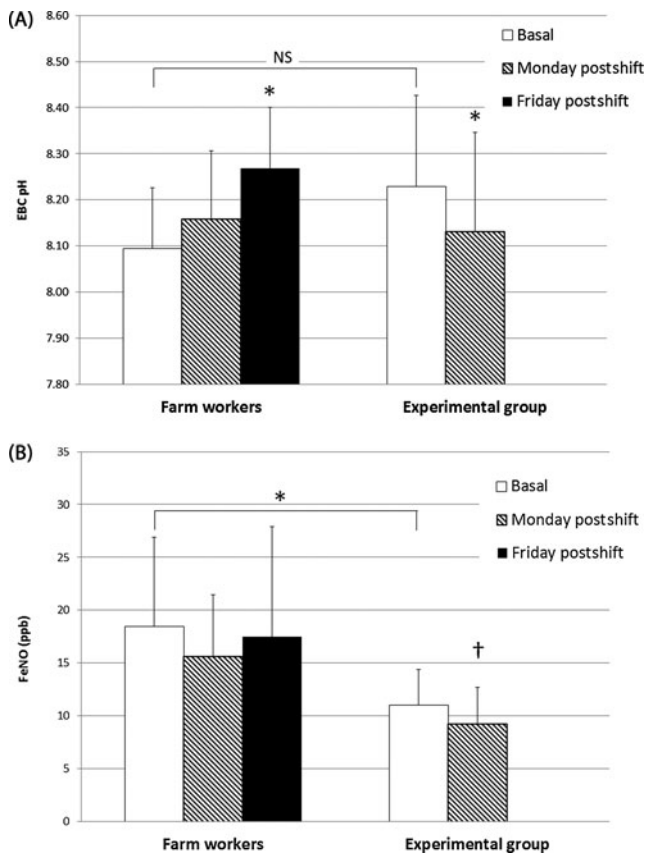 (A)
8.60
8.50
8.40
8.30
8.20
8.10
8.00
7.90
7.80
EBC pH
NS
*
*
Basal
Monday postshift
Friday postshift
Farm workers
Experimental group
(B)
35
30
25
20
15
10
5
0
FeNO (ppb)
*
†
Basal
Monday postshift
Friday postshift
Farm workers
Experimental group